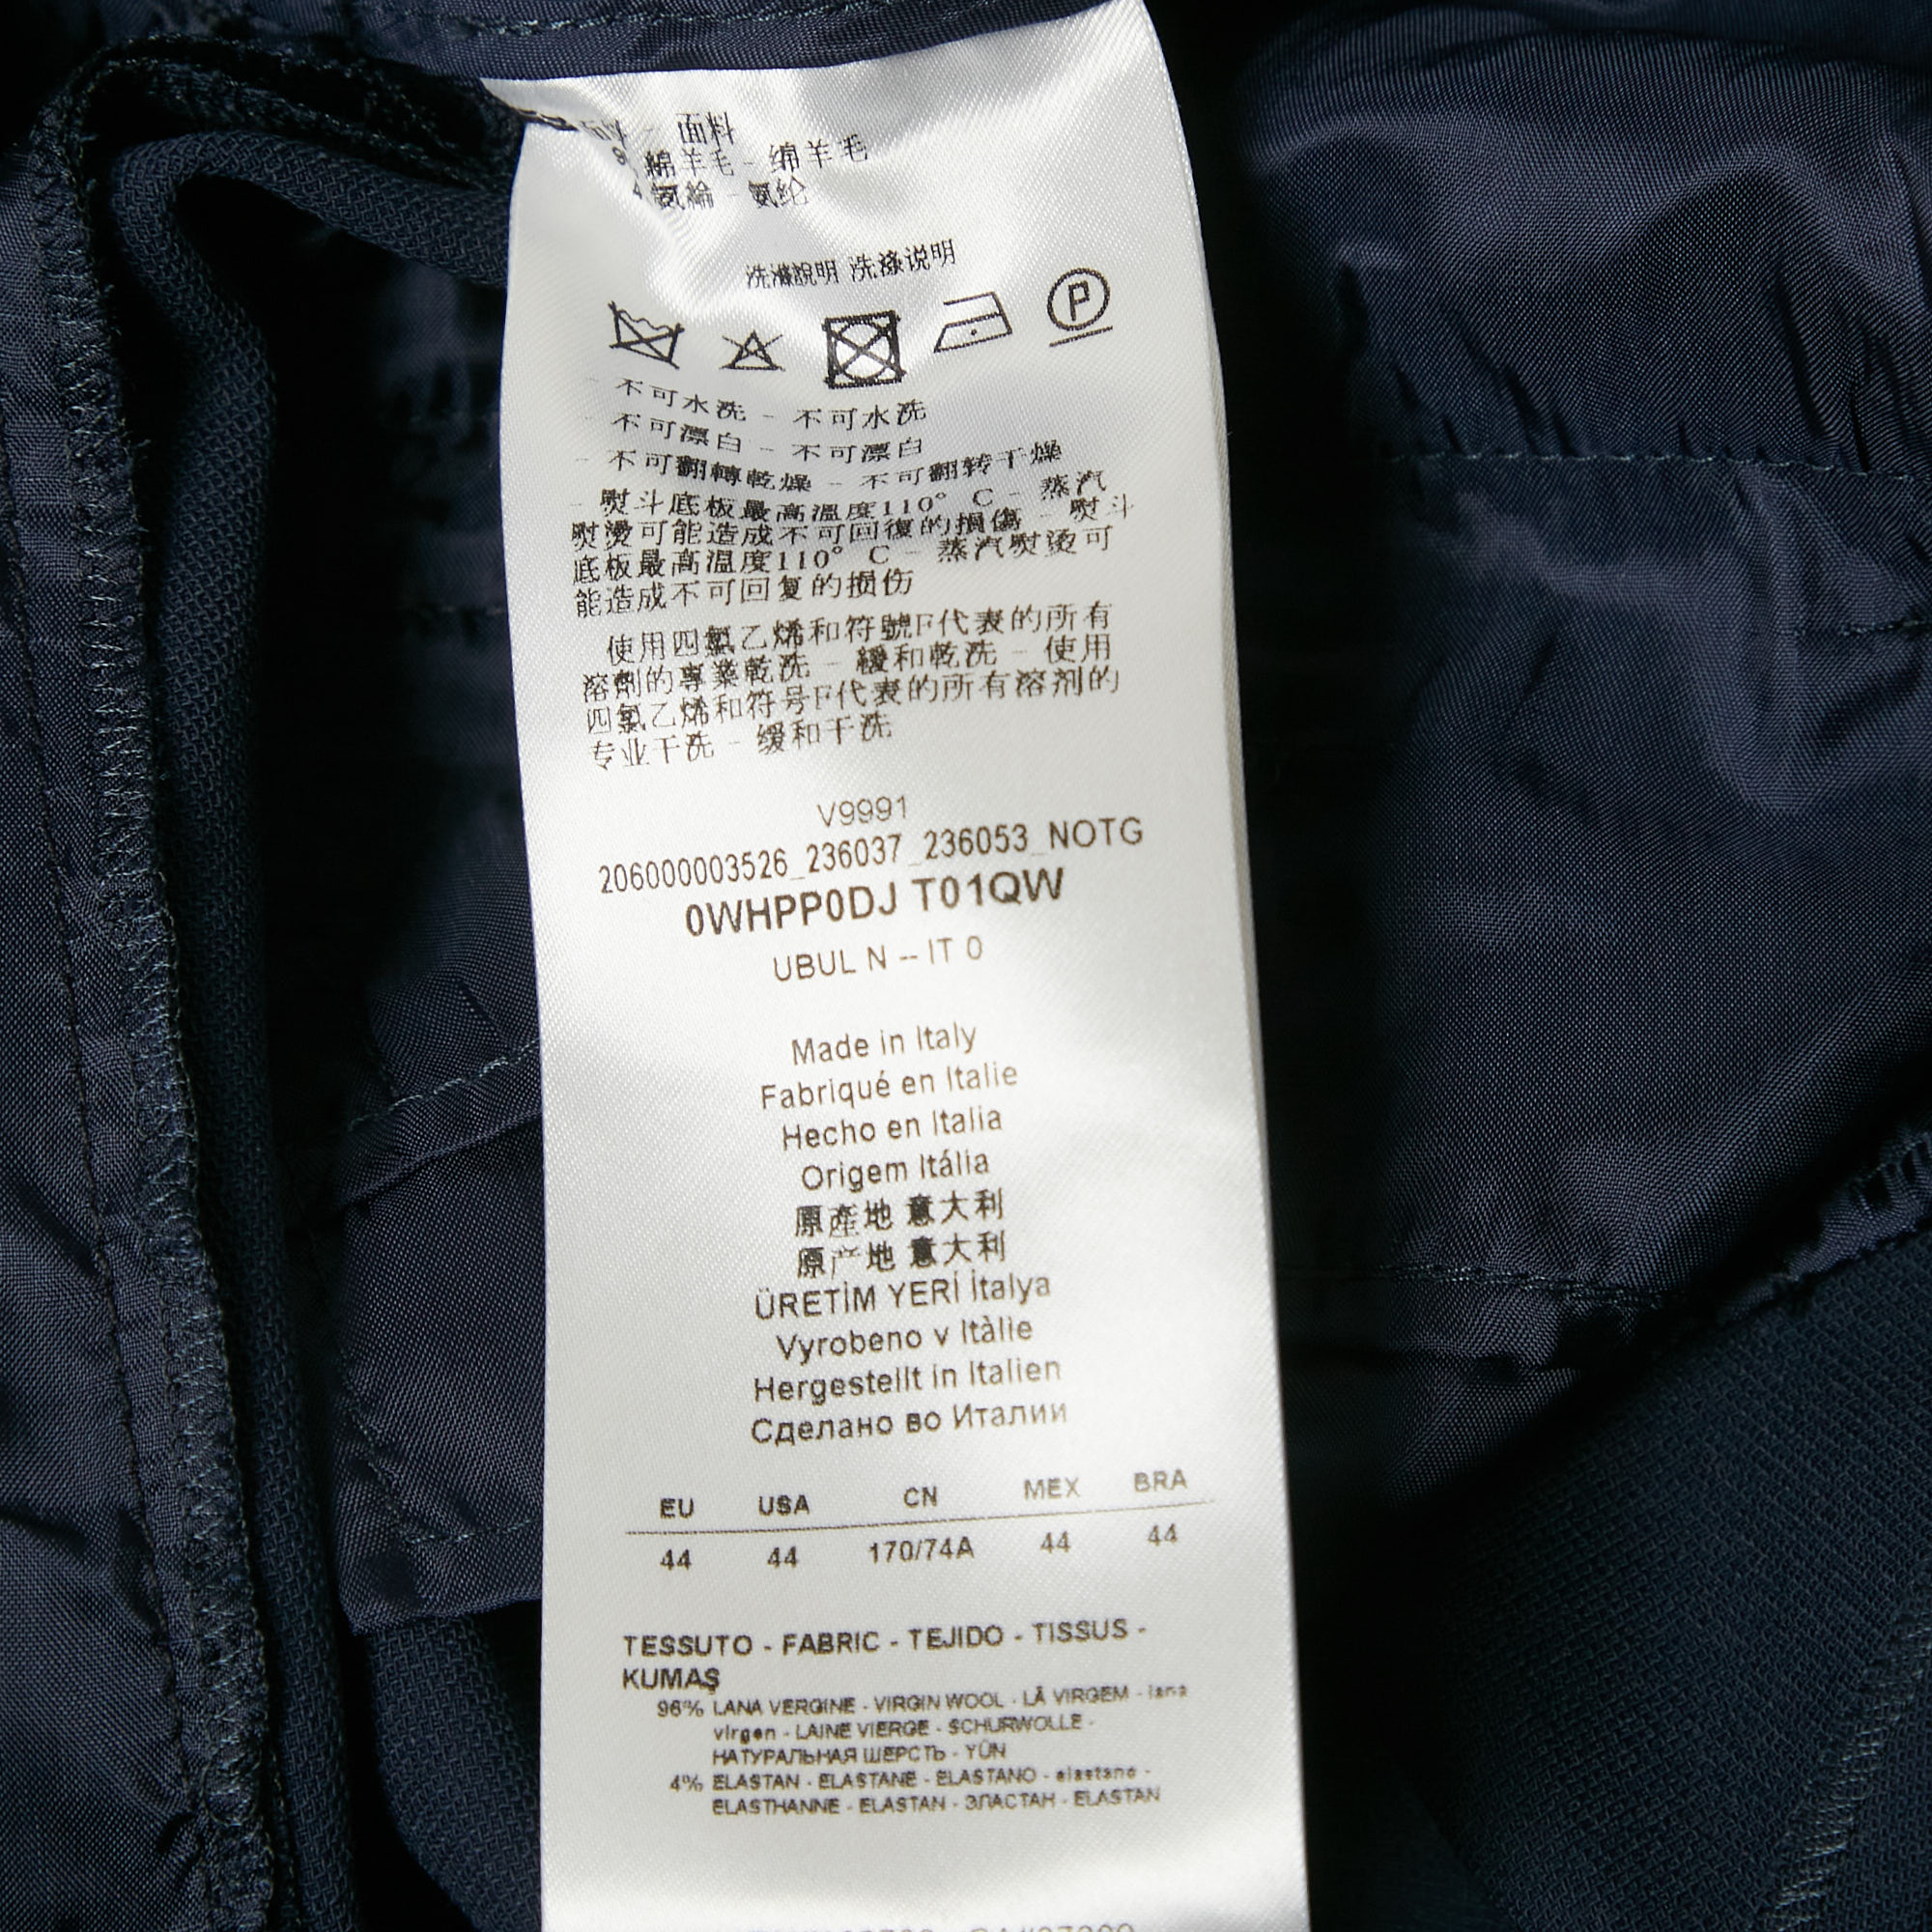 面料 - 面料
綿羊毛 - 绵羊毛
氨綸 - 氨纶
洗滌說明 洗涤说明
P
- 不可水洗 - 不可水洗
- 不可漂白 - 不可漂白
- 不可翻轉乾燥 - 不可翻转干燥
- 熨斗底板最高溫度110° C - 蒸汽
熨燙可能造成不可回復的損傷 - 熨斗
底板最高温度110° C - 蒸汽熨烫可
能造成不可回复的损伤
使用四氯乙烯和符號F代表的所有
溶劑的專業乾洗 - 緩和乾洗 - 使用
四氯乙烯和符号F代表的所有溶剂的
专业干洗 - 缓和干洗
V9991
206000003526_236037_236053_NOTG
0WHPP0DJ T01QW
UBUL N -- IT 0
Made in Italy
Fabriqué en Italie
Hecho en Italia
Origem Itália
原產地 意大利
原产地 意大利
ÜRETİM YERİ İtalya
Vyrobeno v Itàlie
Hergestellt in Italien
Сделано во Италии
EU USA CN MEX BRA
44 44 170/74A 44 44
TESSUTO - FABRIC - TEJIDO - TISSUS -
KUMAŞ
96% LANA VERGINE - VIRGIN WOOL - LÃ VIRGEM - lana
virgen - LAINE VIERGE - SCHURWOLLE -
НАТУРАЛЬНАЯ ШЕРСТЬ - YÜN
4% ELASTAN - ELASTANE - ELASTANO - elastano -
ELASTHANNE - ELASTAN - ЭЛАСТАН - ELASTAN